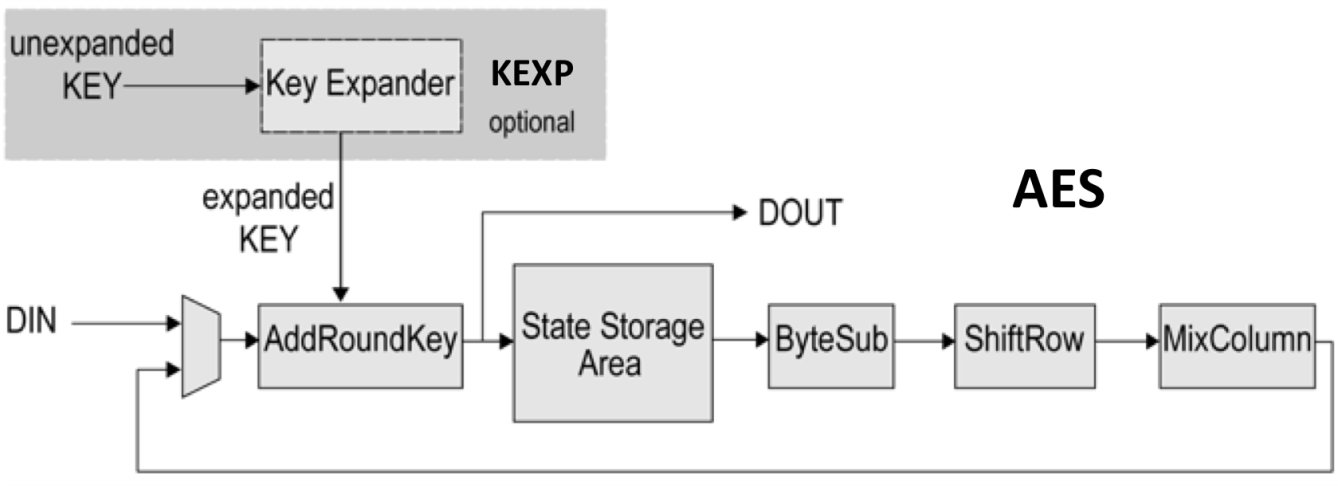 unexpanded
KEY
Key Expander
KEXP
optional
expanded
KEY
AES
DOUT
DIN
AddRoundKey
State Storage
Area
ByteSub
ShiftRow
MixColumn